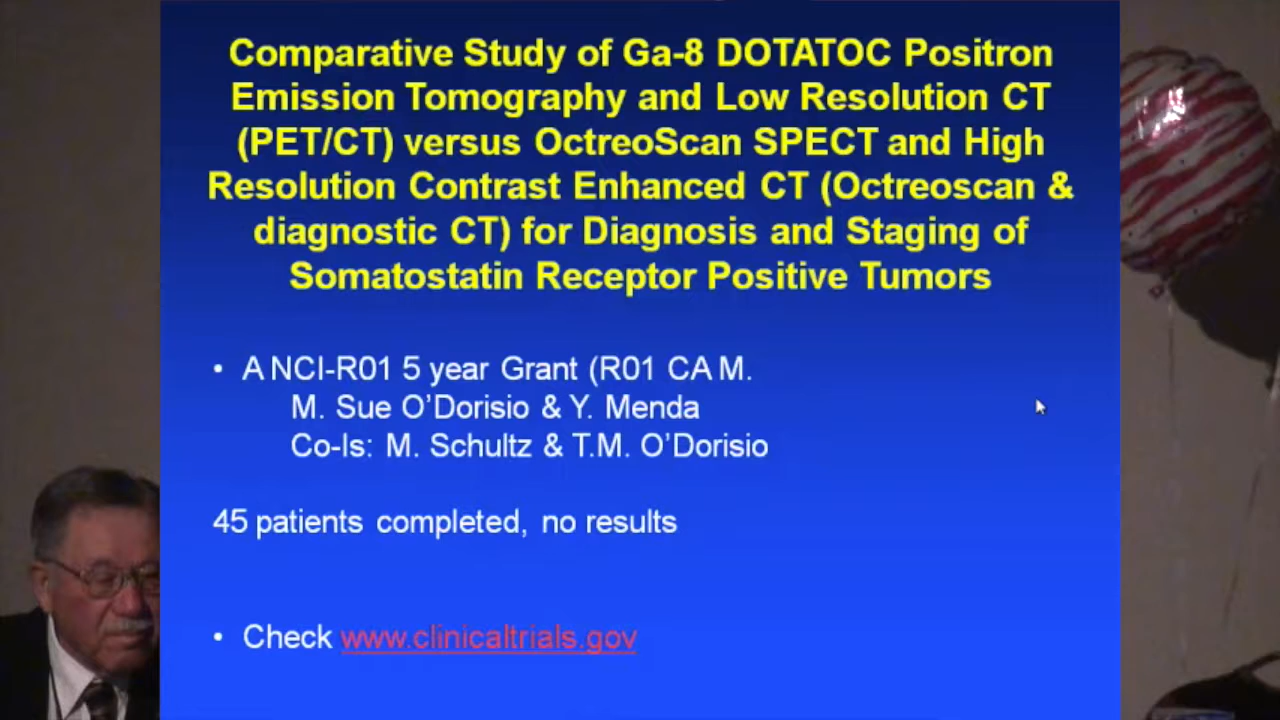 Comparative Study of Ga-8 DOTATOC Positron
Emission Tomography and Low Resolution CT
(PET/CT) versus OctreoScan SPECT and High
Resolution Contrast Enhanced CT (Octreoscan &
diagnostic CT) for Diagnosis and Staging of
Somatostatin Receptor Positive Tumors
• A NCI-R01 5 year Grant (R01 CA M.
M. Sue O'Dorisio & Y. Menda
Co-Is: M. Schultz & T.M. O'Dorisio
45 patients completed, no results
• Check www.clinicaltrials.gov